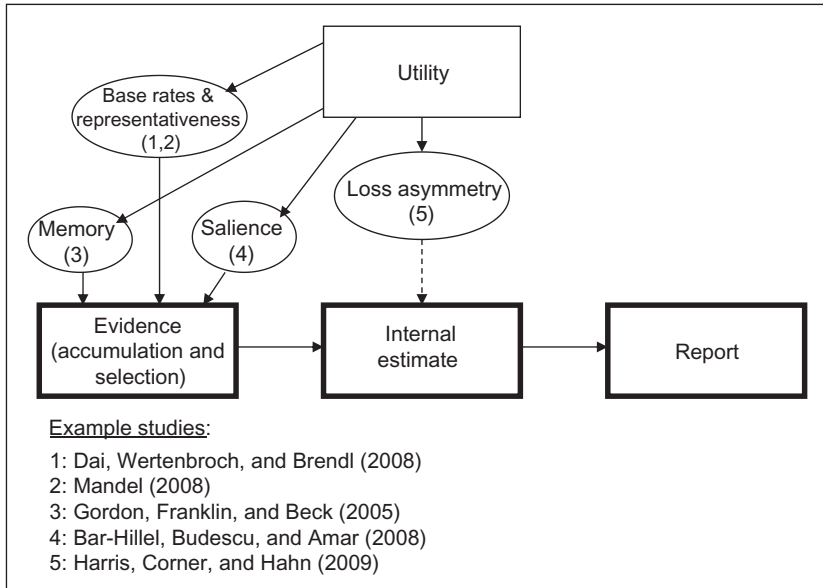 Utility
Base rates &
representativeness
(1,2)
Loss asymmetry
(5)
Memory
(3)
Salience
(4)
Evidence
(accumulation and
selection)
Internal
estimate
Report
Example studies:
1: Dai, Wertenbroch, and Brendl (2008)
2: Mandel (2008)
3: Gordon, Franklin, and Beck (2005)
4: Bar-Hillel, Budescu, and Amar (2008)
5: Harris, Corner, and Hahn (2009)